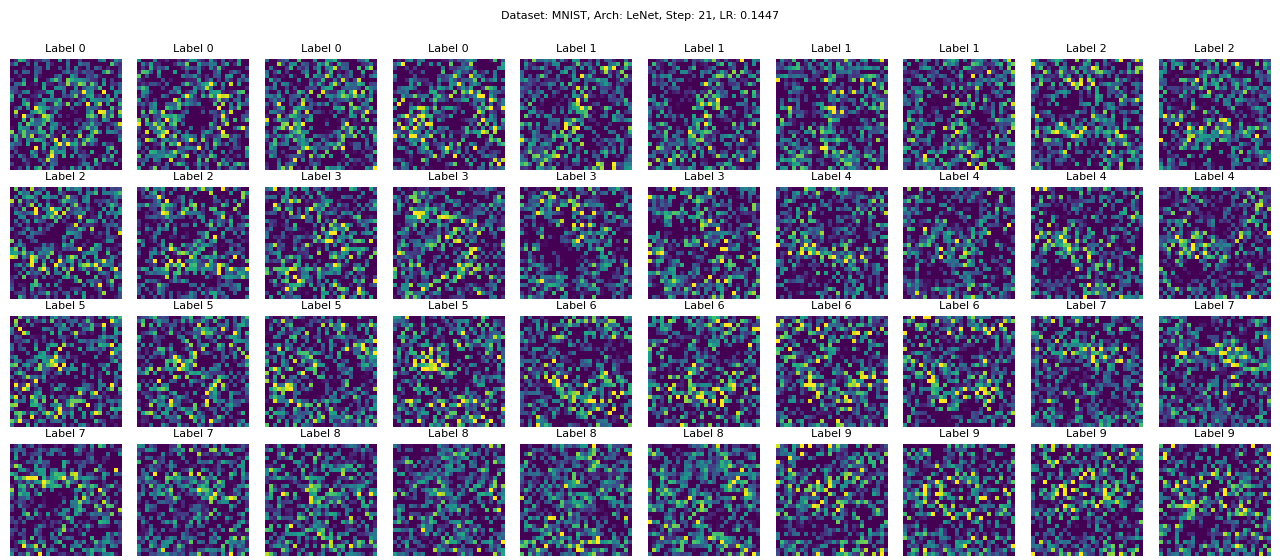 Dataset: MNIST, Arch: LeNet, Step: 21, LR: 0.1447
Label 0 Label 0 Label 0 Label 0 Label 1 Label 1 Label 1 Label 1 Label 2 Label 2
Label 2 Label 2 Label 3 Label 3 Label 3 Label 3 Label 4 Label 4 Label 4 Label 4
Label 5 Label 5 Label 5 Label 5 Label 6 Label 6 Label 6 Label 6 Label 7 Label 7
Label 7 Label 7 Label 8 Label 8 Label 8 Label 8 Label 9 Label 9 Label 9 Label 9